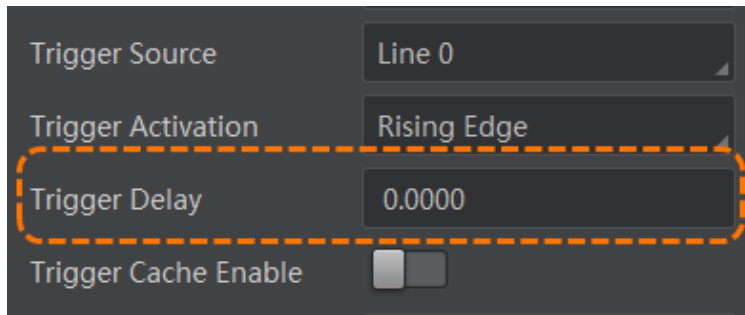 Trigger Source Line 0
Trigger Activation Rising Edge
Trigger Delay 0.0000
Trigger Cache Enable